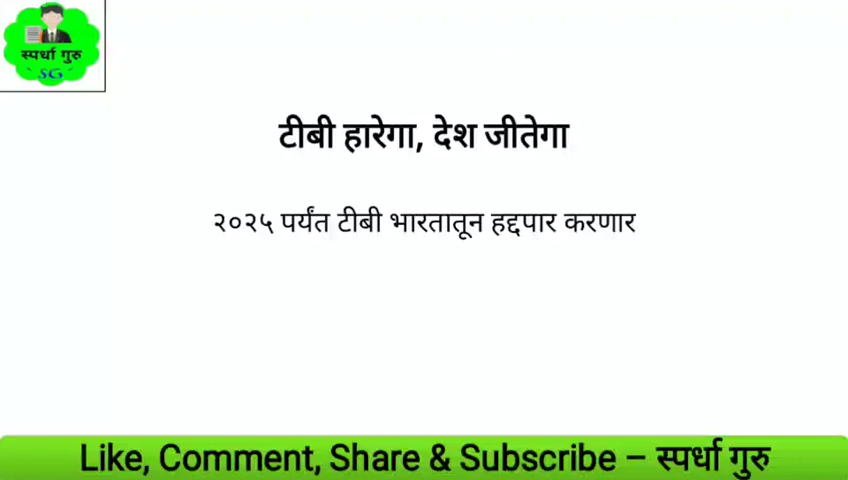 स्पर्धा गुरु
SG
टीबी हारेगा, देश जीतेगा
२०२५ पर्यंत टीबी भारतातून हद्दपार करणार
Like, Comment, Share & Subscribe – स्पर्धा गुरु